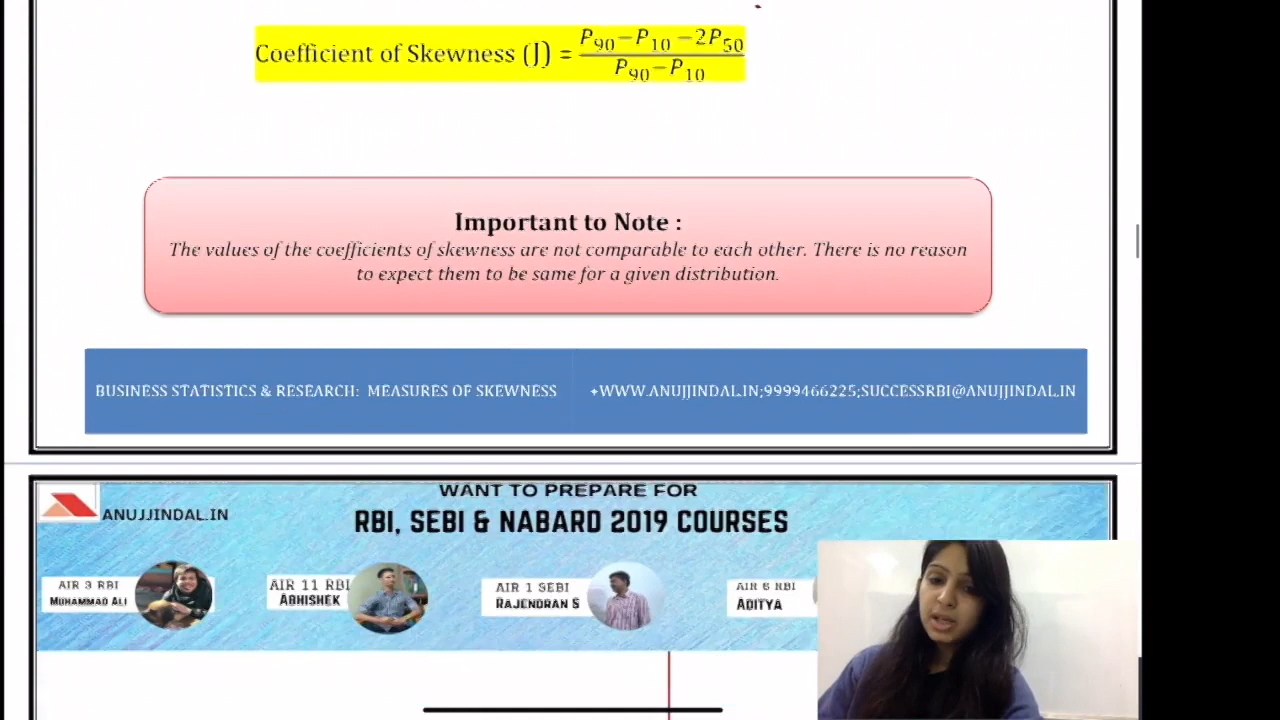 Coefficient of Skewness (J) = P90−P10 −2P50 / P90−P10
Important to Note :
The values of the coefficients of skewness are not comparable to each other. There is no reason
to expect them to be same for a given distribution.
BUSINESS STATISTICS & RESEARCH: MEASURES OF SKEWNESS
+WWW.ANUJJINDAL.IN;9999466225;SUCCESSRBI@ANUJJINDAL.IN
WANT TO PREPARE FOR
ANUJJINDAL.IN
RBI, SEBI & NABARD 2019 COURSES
AIR 3 RBI
MUHAMMAD ALI
AIR 11 RBI
ABHISHEK
AIR 1 SEBI
RAJENDRAN S
AIR 6 RBI
ADITYA